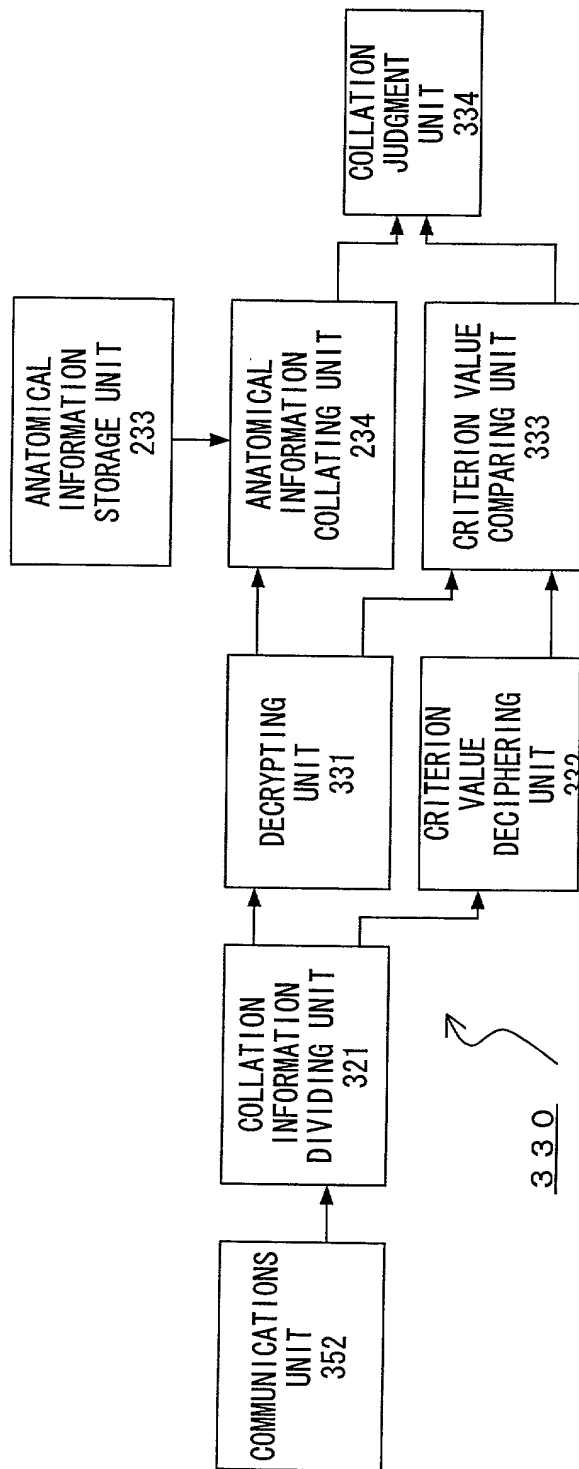 COMMUNICATIONS
UNIT
352
COLLATION
INFORMATION
DIVIDING UNIT
321
DECRYPTING
UNIT
331
CRITERION
VALUE
DECIPHERING
UNIT
332
ANATOMICAL
INFORMATION
STORAGE UNIT
233
ANATOMICAL
INFORMATION
COLLATING UNIT
234
CRITERION VALUE
COMPARING UNIT
333
COLLATION
JUDGMENT
UNIT
334
330